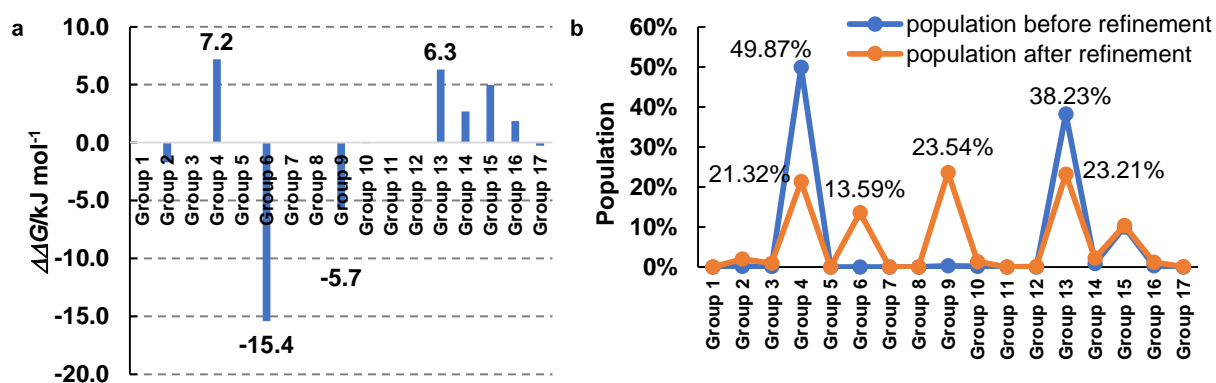 a
10.0
5.0
0.0
-5.0
-10.0
-15.0
-20.0
ΔΔG/kJ mol⁻¹
7.2
-15.4
-5.7
6.3
Group 1
Group 2
Group 3
Group 4
Group 5
Group 6
Group 7
Group 8
Group 9
Group 10
Group 11
Group 12
Group 13
Group 14
Group 15
Group 16
Group 17
b
60%
50%
40%
30%
20%
10%
0%
Population
population before refinement
population after refinement
49.87%
21.32%
13.59%
23.54%
38.23%
23.21%
Group 1
Group 2
Group 3
Group 4
Group 5
Group 6
Group 7
Group 8
Group 9
Group 10
Group 11
Group 12
Group 13
Group 14
Group 15
Group 16
Group 17